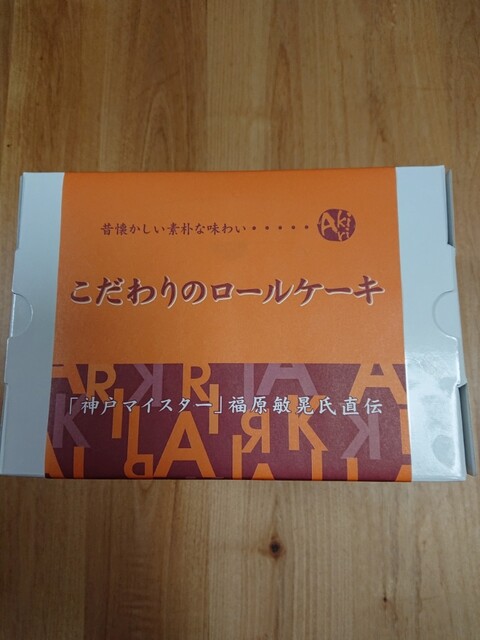 昔懐かしい素朴な味わい・・・・・
Akiri
こだわりのロールケーキ
「神戸マイスター」福原敏晃氏直伝